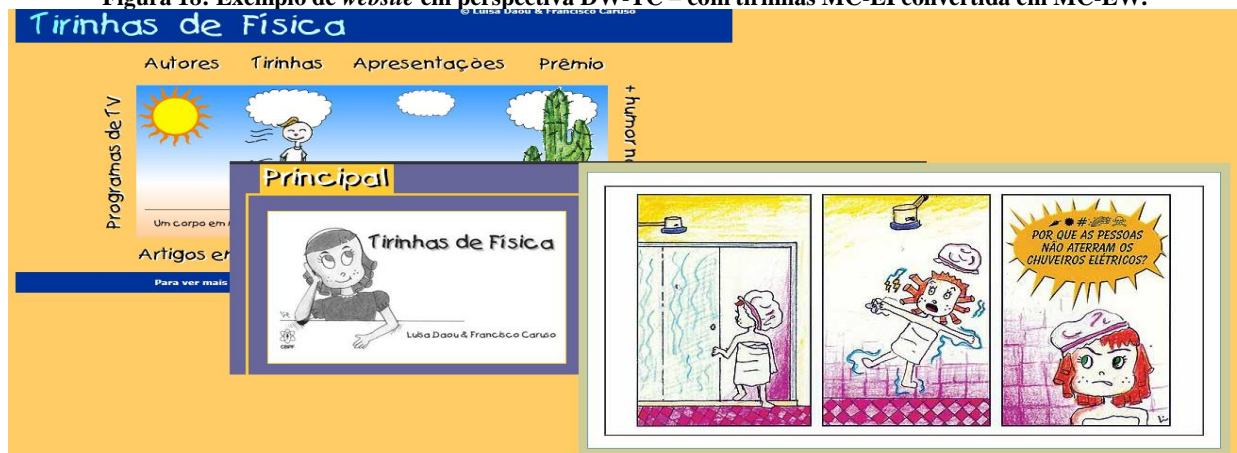 Figura 18: Exemplo de website em perspectiva DW-TC – com tirinhas MC-EI convertida em MC-EW.
© Luisa Daou & Francisco Caruso
Tirinhas de Física
Autores Tirinhas Apresentações Prêmio
Programas de TV
+ humor
Um corpo em
Artigos
Para ver mais
Principal
Tirinhas de Física
Luisa Daou & Francisco Caruso
CBPF
POR QUE AS PESSOAS
NÃO ATERRAM OS
CHUVEIROS ELÉTRICOS?